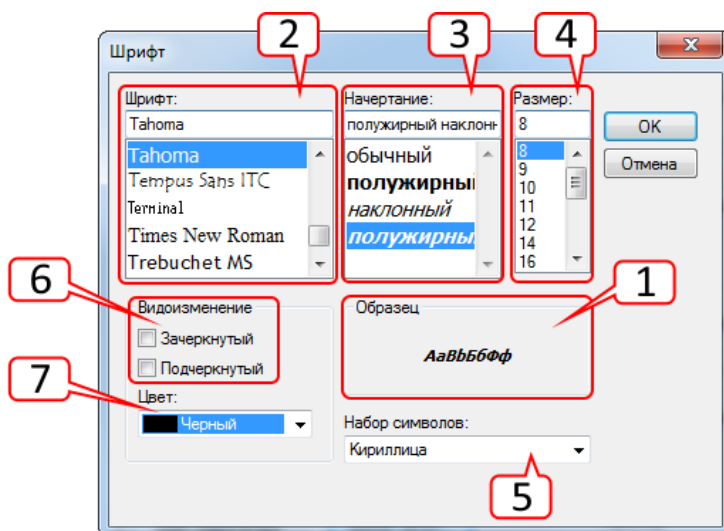 2
3
4
Шрифт
Шрифт:
Начертание:
Размер:
Tahoma
полужирный наклонн
8
OK
Tahoma
обычный
8
Отмена
Tempus Sans ITC
полужирный
9
10
Terminal
наклонный
11
Times New Roman
полужирны
12
14
Trebuchet MS
16
6
Видоизменение
Образец
1
Зачеркнутый
АаВbБбФф
Подчеркнутый
7
Цвет:
Черный
Набор символов:
Кириллица
5